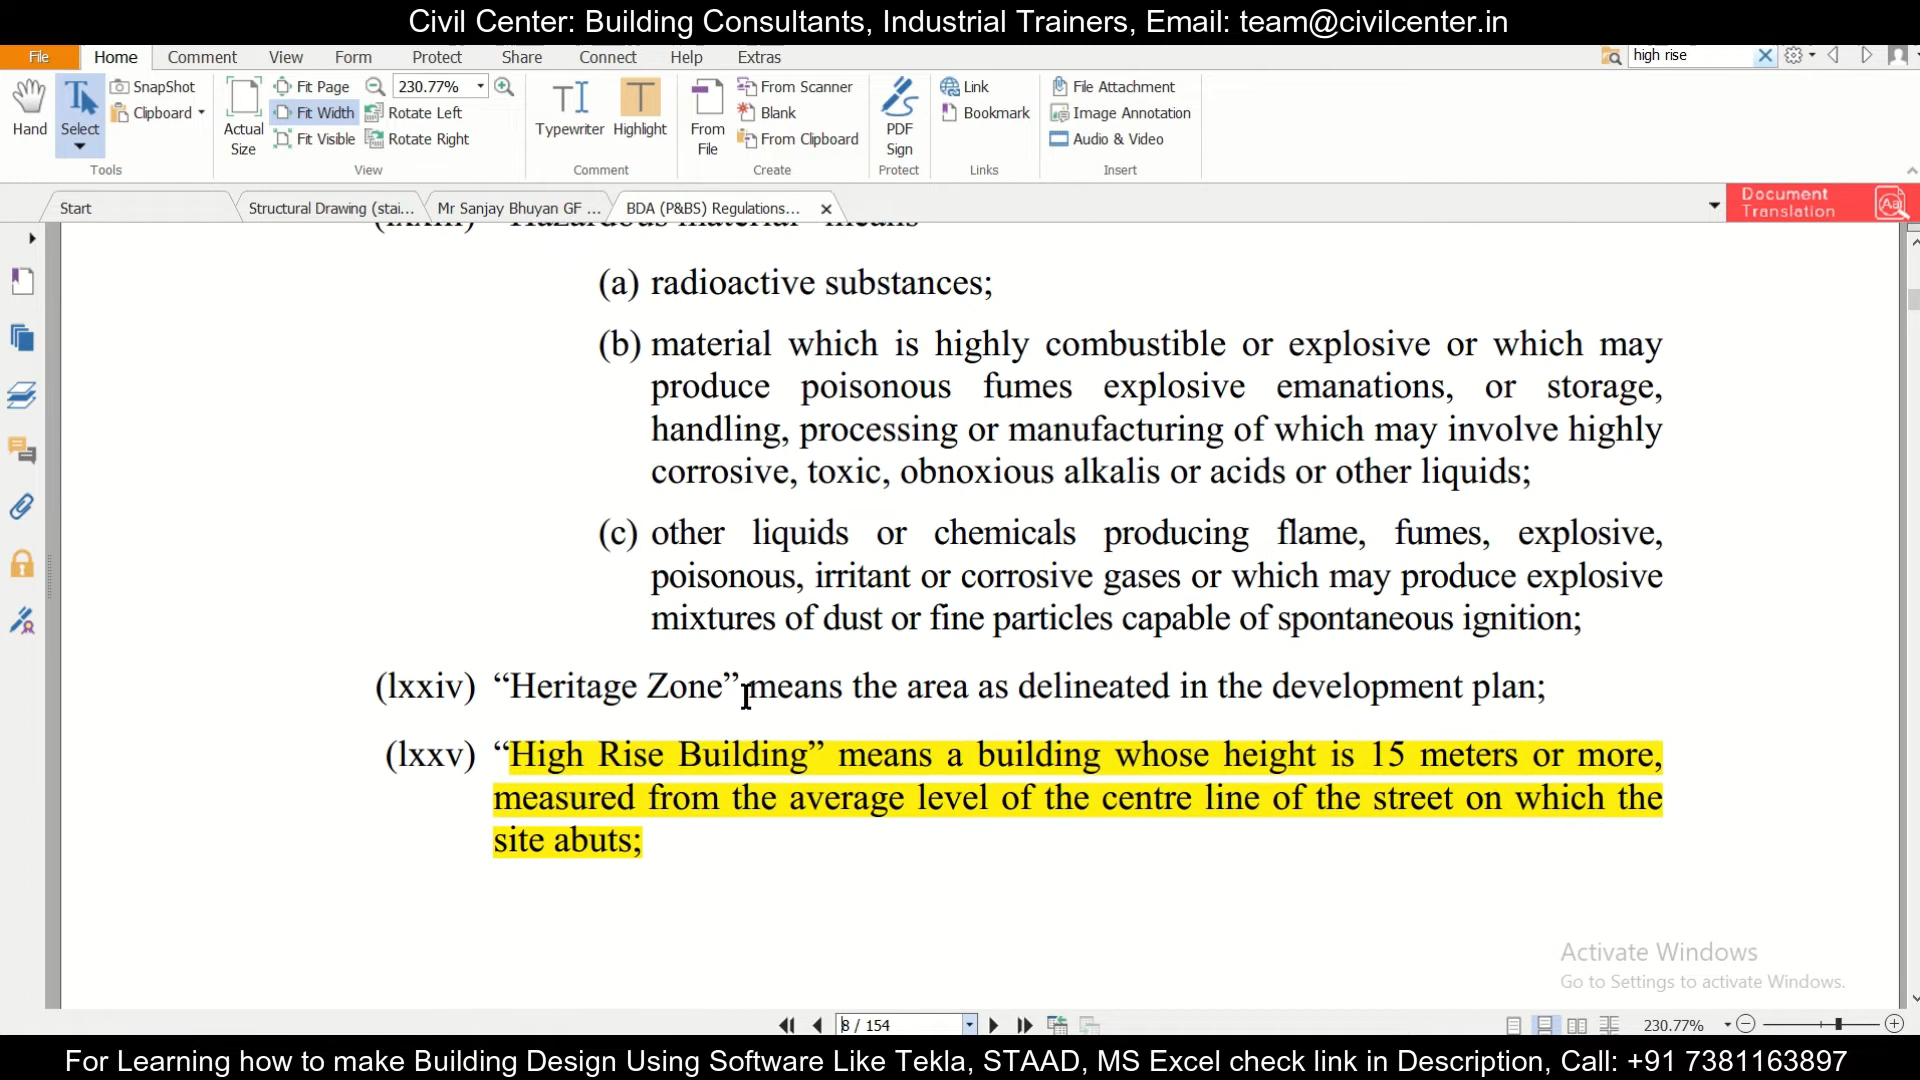 Civil Center: Building Consultants, Industrial Trainers, Email: team@civilcenter.in
File Home Comment View Form Protect Share Connect Help Extras high rise
Hand
Select
SnapShot
Clipboard
Tools
Actual Size
Fit Page
Fit Width
Fit Visible
230.77%
Rotate Left
Rotate Right
View
Typewriter
Highlight
Comment
From File
From Scanner
Blank
From Clipboard
Create
PDF Sign
Protect
Link
Bookmark
Links
File Attachment
Image Annotation
Audio & Video
Insert
Start Structural Drawing (stai... Mr Sanjay Bhuyan GF ... BDA (P&BS) Regulations...
Document
Translation
(lxxiii) “Hazardous material” means
(a) radioactive substances;
(b) material which is highly combustible or explosive or which may
produce poisonous fumes explosive emanations, or storage,
handling, processing or manufacturing of which may involve highly
corrosive, toxic, obnoxious alkalis or acids or other liquids;
(c) other liquids or chemicals producing flame, fumes, explosive,
poisonous, irritant or corrosive gases or which may produce explosive
mixtures of dust or fine particles capable of spontaneous ignition;
(lxxiv) “Heritage Zone” means the area as delineated in the development plan;
(lxxv) “High Rise Building” means a building whose height is 15 meters or more,
measured from the average level of the centre line of the street on which the
site abuts;
Activate Windows
Go to Settings to activate Windows.
8 / 154 230.77%
For Learning how to make Building Design Using Software Like Tekla, STAAD, MS Excel check link in Description, Call: +91 7381163897